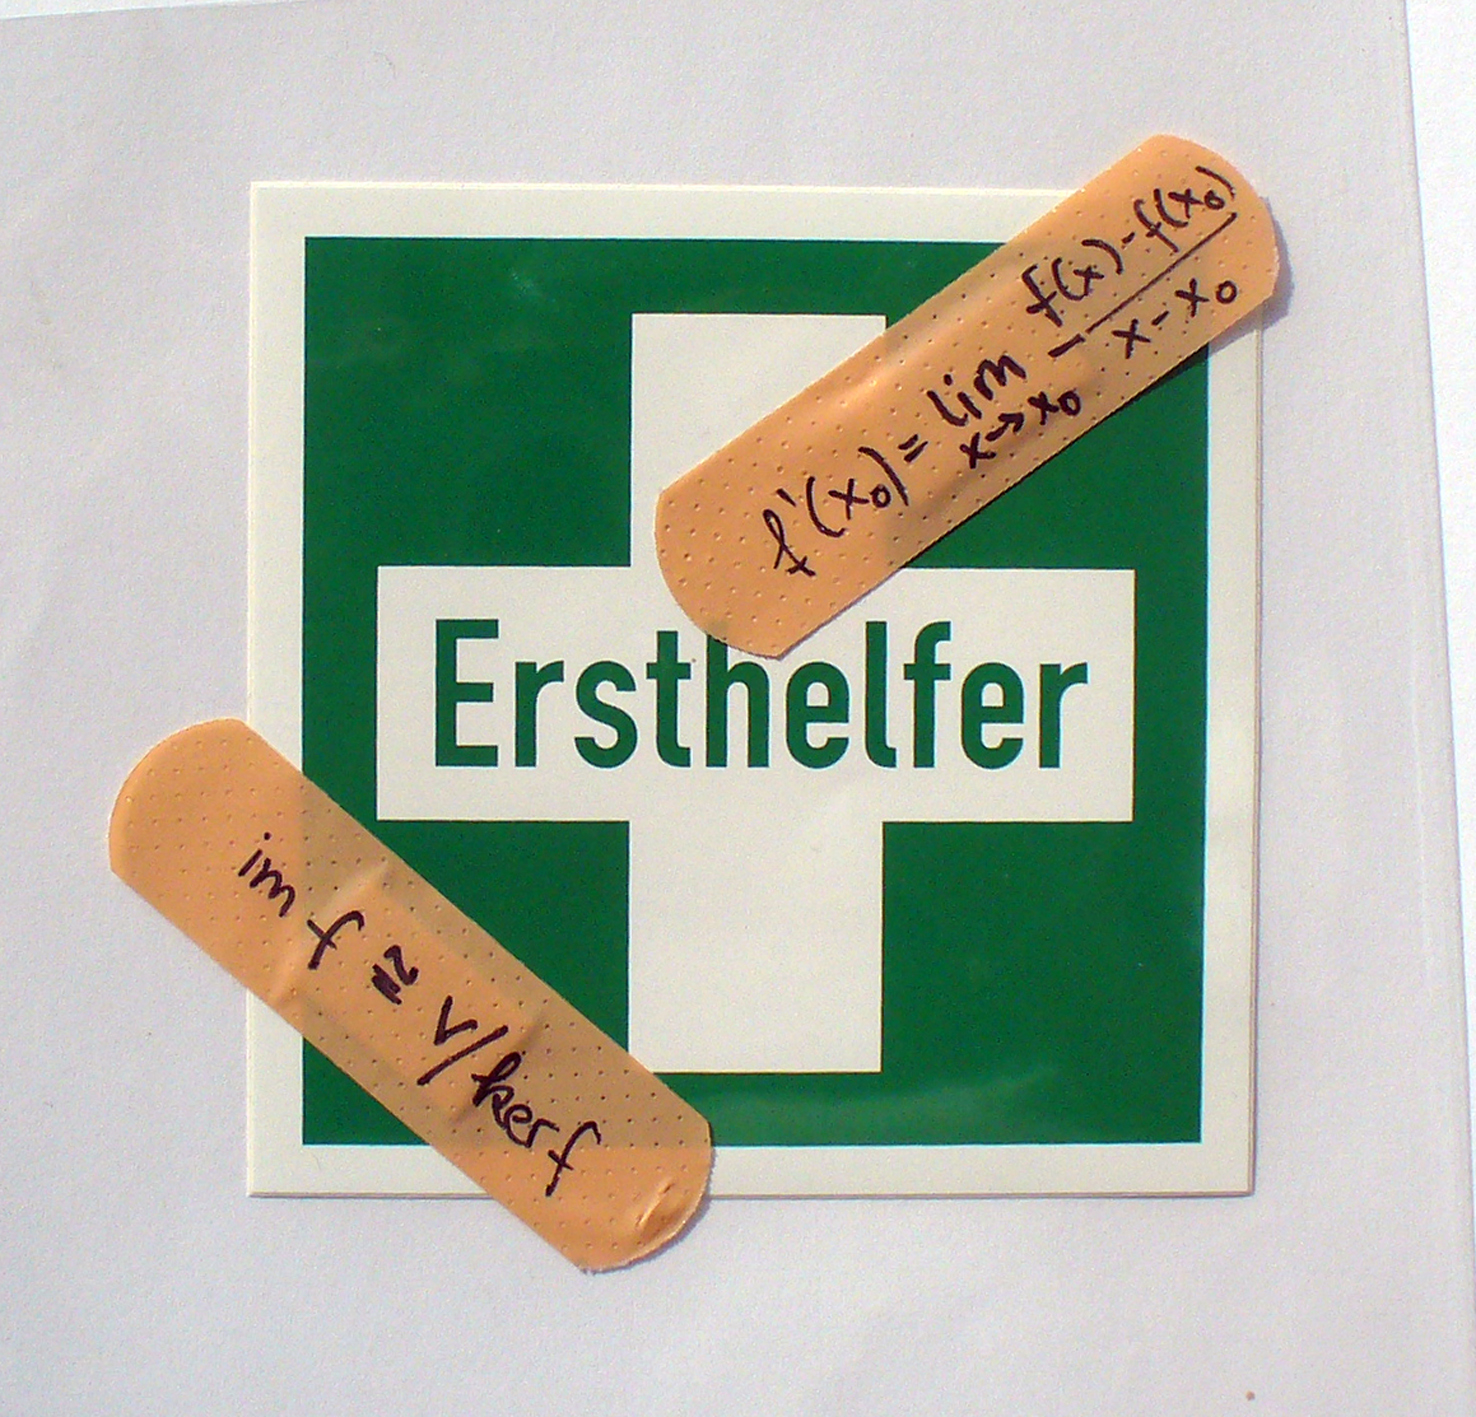 f'(x₀) = lim x→x₀ f(x) - f(x₀) / x - x₀
Ersthelfer
im f ≅ V/ker f